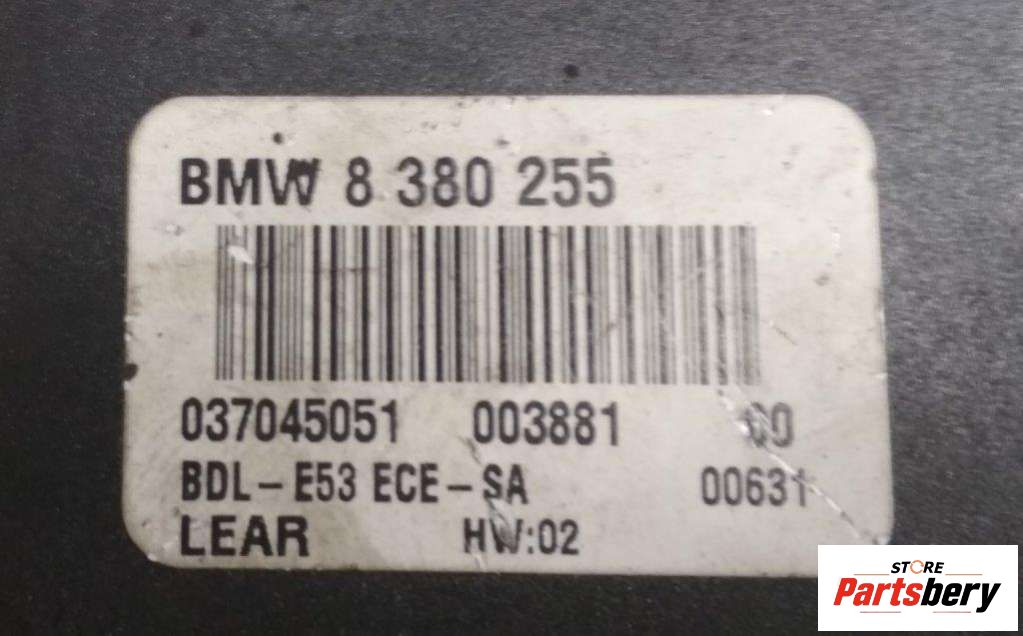 BMW 8 380 255
037045051 003881 00
BDL-E53 ECE-SA 00631
LEAR HW:02
STORE
Partsbery